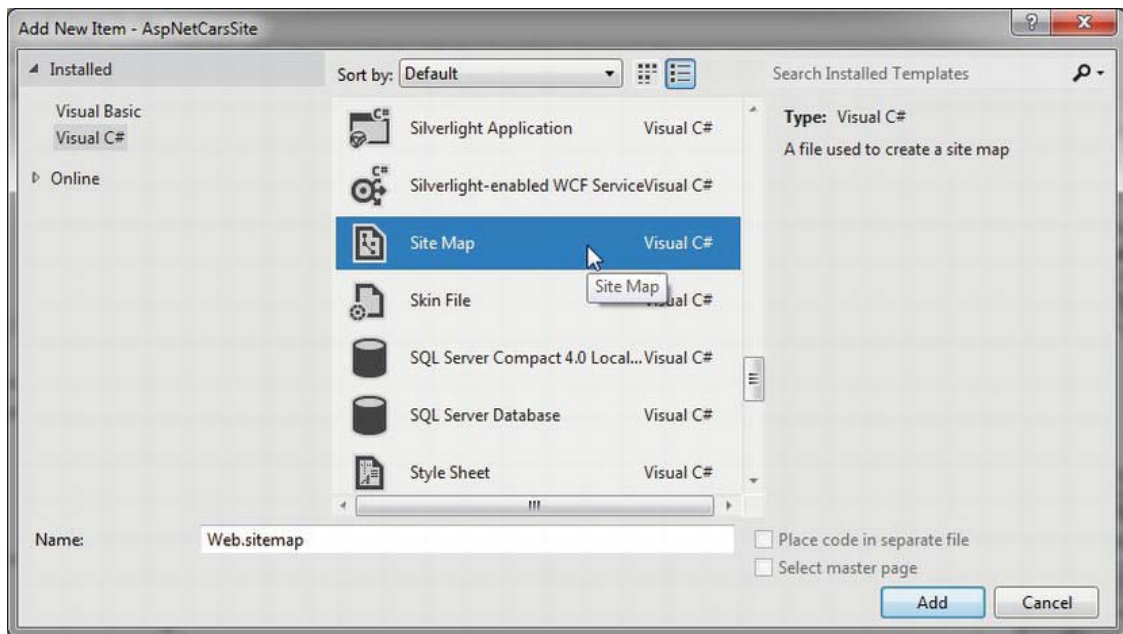 Add New Item - AspNetCarsSite
Installed
Visual Basic
Visual C#
Online
Sort by: Default
Search Installed Templates
C# Silverlight Application Visual C#
C# Silverlight-enabled WCF Service Visual C#
Site Map Visual C#
Site Map
Skin File ual C#
SQL Server Compact 4.0 Local... Visual C#
SQL Server Database Visual C#
Style Sheet Visual C#
Type: Visual C#
A file used to create a site map
Name: Web.sitemap
Place code in separate file
Select master page
Add Cancel